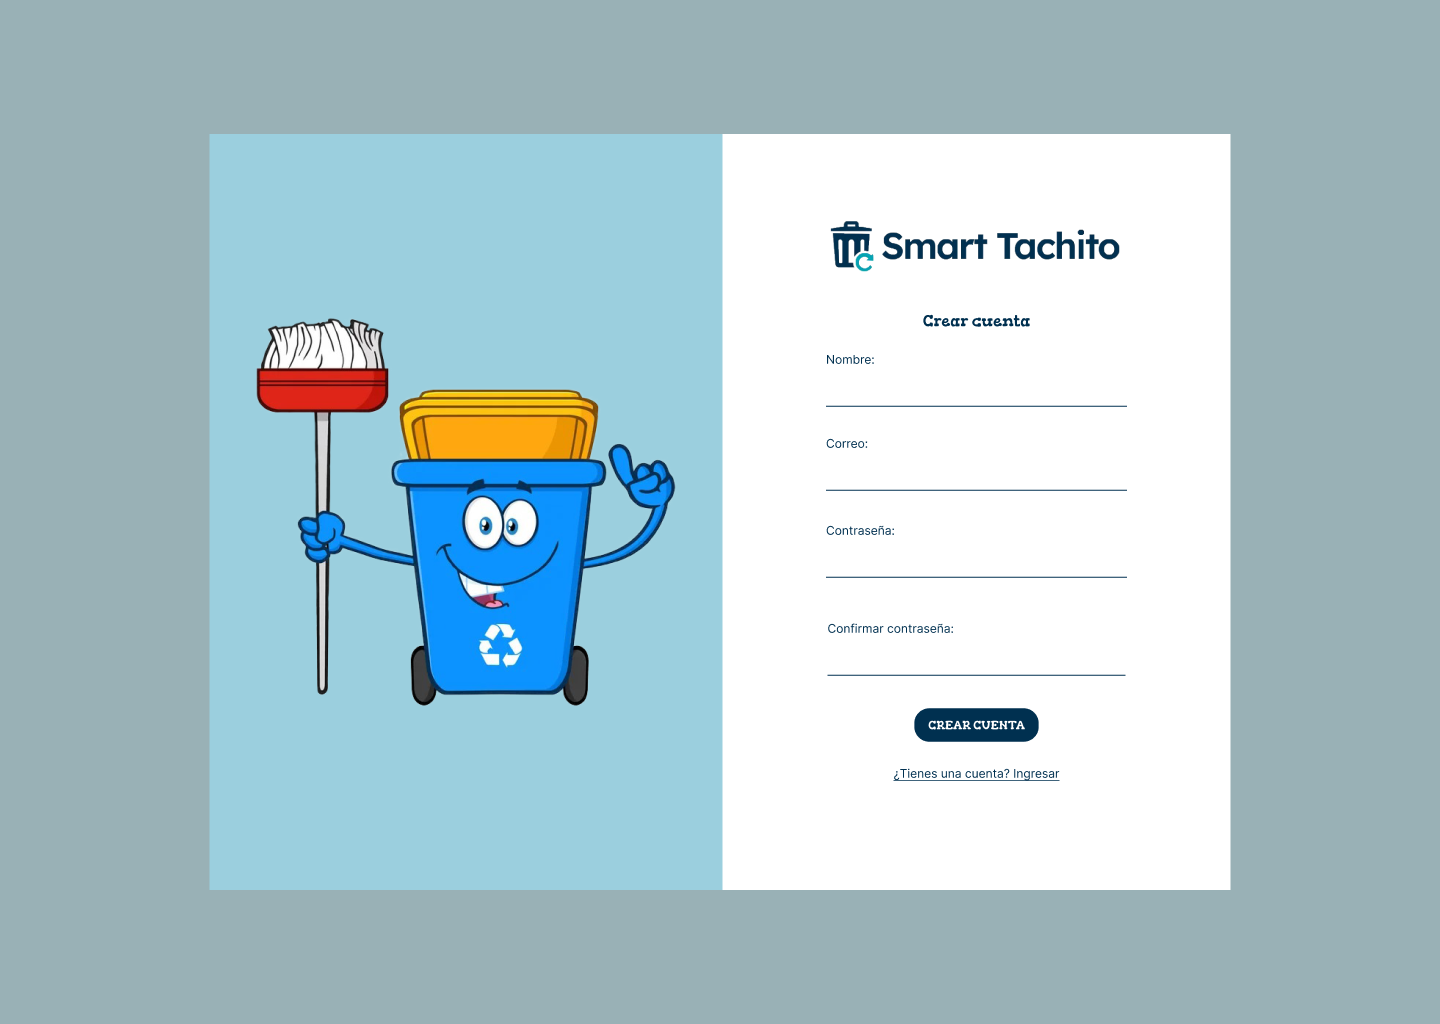 Smart Tachito
Crear cuenta
Nombre:
Correo:
Contraseña:
Confirmar contraseña:
CREAR CUENTA
¿Tienes una cuenta? Ingresar